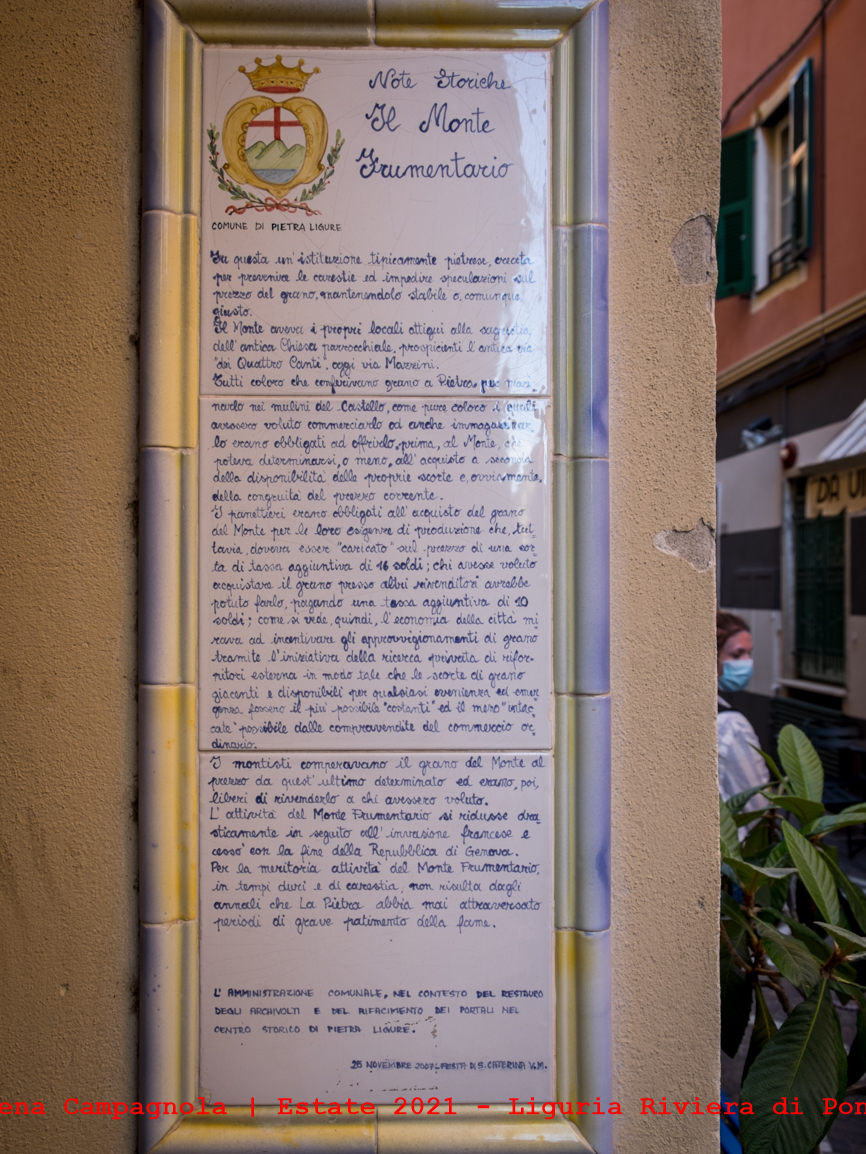 Note Storiche
Il Monte
Frumentario
COMUNE DI PIETRA LIGURE
Fu questa un'istituzione tipicamente pietrese, creata
per prevenire le carestie ed impedire speculazioni sul
prezzo del grano, mantenendolo stabile o, comunque,
giusto.
Il Monte aveva i propri locali attigui alla sagrestia
dell'antica Chiesa parrocchiale, prospicienti l'antica via
"dei Quattro Canti", oggi via Mazzini.
Tutti coloro che conferivano grano a Pietra, per maci_
narlo nei mulini del Castello, come pure coloro i quali
avessero voluto commerciarlo od anche immagazzinar_
lo erano obbligati ad offrirlo, prima, al Monte, che
poteva determinarsi, o meno, all'acquisto a seconda
della disponibilità delle proprie scorte e, ovviamente,
della congruità del prezzo corrente.
I panettieri erano obbligati all'acquisto del grano
del Monte per le loro esigenze di produzione che, tut_
tavia, doveva esser "caricato" sul prezzo di una sor_
ta di tassa aggiuntiva di 16 soldi; chi avesse voluto
acquistare il grano presso altri rivenditori avrebbe
potuto farlo, pagando una tassa aggiuntiva di 10
soldi; come si vede, quindi, l'economia della città mi_
rava ad incentivare gli approvvigionamenti di grano
tramite l'iniziativa della ricerca privata di rifor-
nitori esterna in modo tale che le scorte di grano
giacenti e disponibili per qualsiasi evenienza ed emer_
genza, fossero il più possibile "costanti" ed il meno "intac_
cate" possibile dalle compravendite del commercio or_
dinario.
I montisti comperavano il grano del Monte al
prezzo da quest'ultimo determinato ed erano, poi,
liberi di rivenderlo a chi avessero voluto.
L'attività del Monte Frumentario si ridusse dra_
sticamente in seguito all'invasione francese e
cessò con la fine della Repubblica di Genova.
Per la meritoria attività del Monte Frumentario,
in tempi duri e di carestia, non risulta dagli
annali che La Pietra abbia mai attraversato
periodi di grave patimento della fame.
L'AMMINISTRAZIONE COMUNALE, NEL CONTESTO DEL RESTAURO
DEGLI ARCHIVOLTI E DEL RIFACIMENTO DEI PORTALI NEL
CENTRO STORICO DI PIETRA LIGURE.
25 NOVEMBRE 2007-FESTA DI S. CATERINA V.M.
DA
ena Campagnola | Estate 2021 - Liguria Riviera di Pon